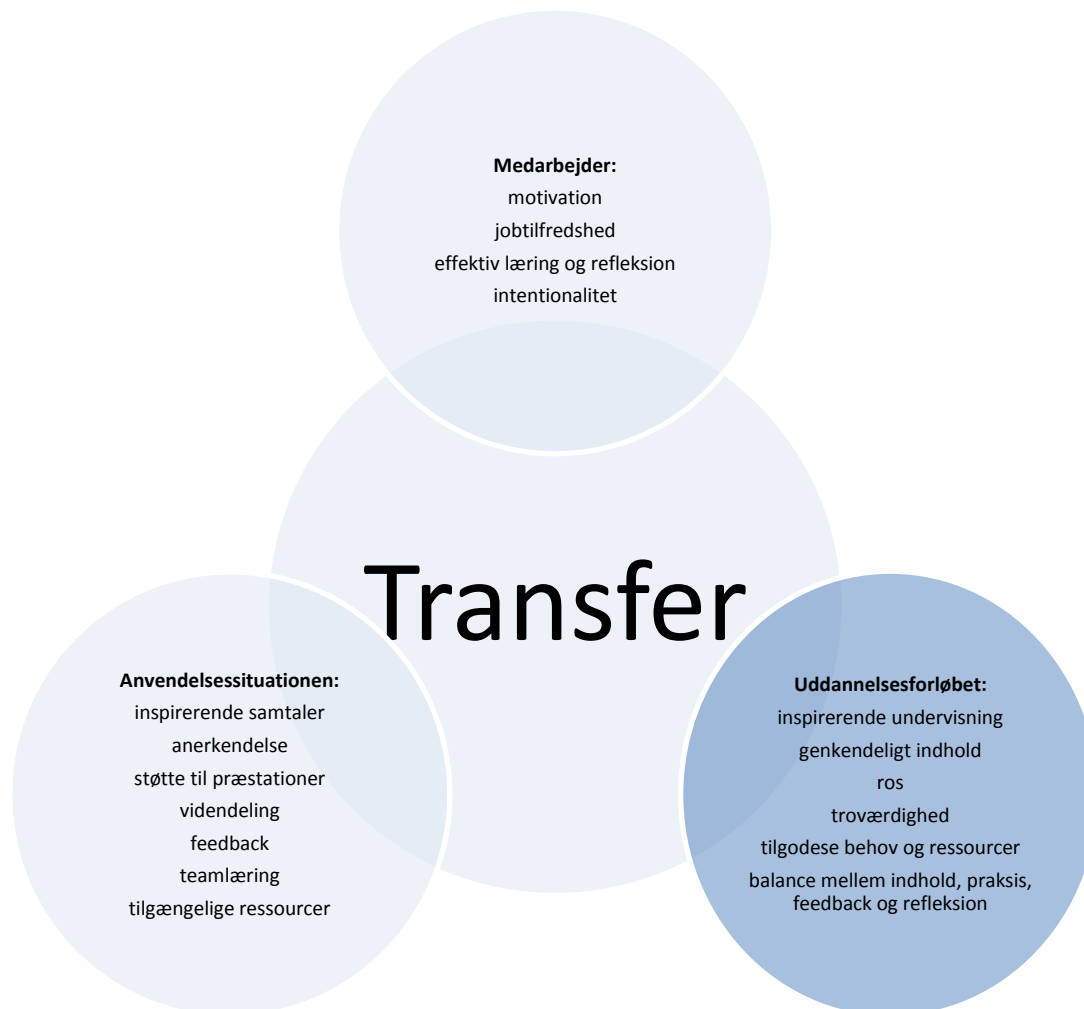 Medarbejder:
motivation
jobtilfredshed
effektiv læring og refleksion
intentionalitet
Transfer
Anvendelsessituationen:
inspirerende samtaler
anerkendelse
støtte til præstationer
videndeling
feedback
teamlæring
tilgængelige ressourcer
Uddannelsesforløbet:
inspirerende undervisning
genkendeligt indhold
ros
troværdighed
tilgodese behov og ressourcer
balance mellem indhold, praksis,
feedback og refleksion